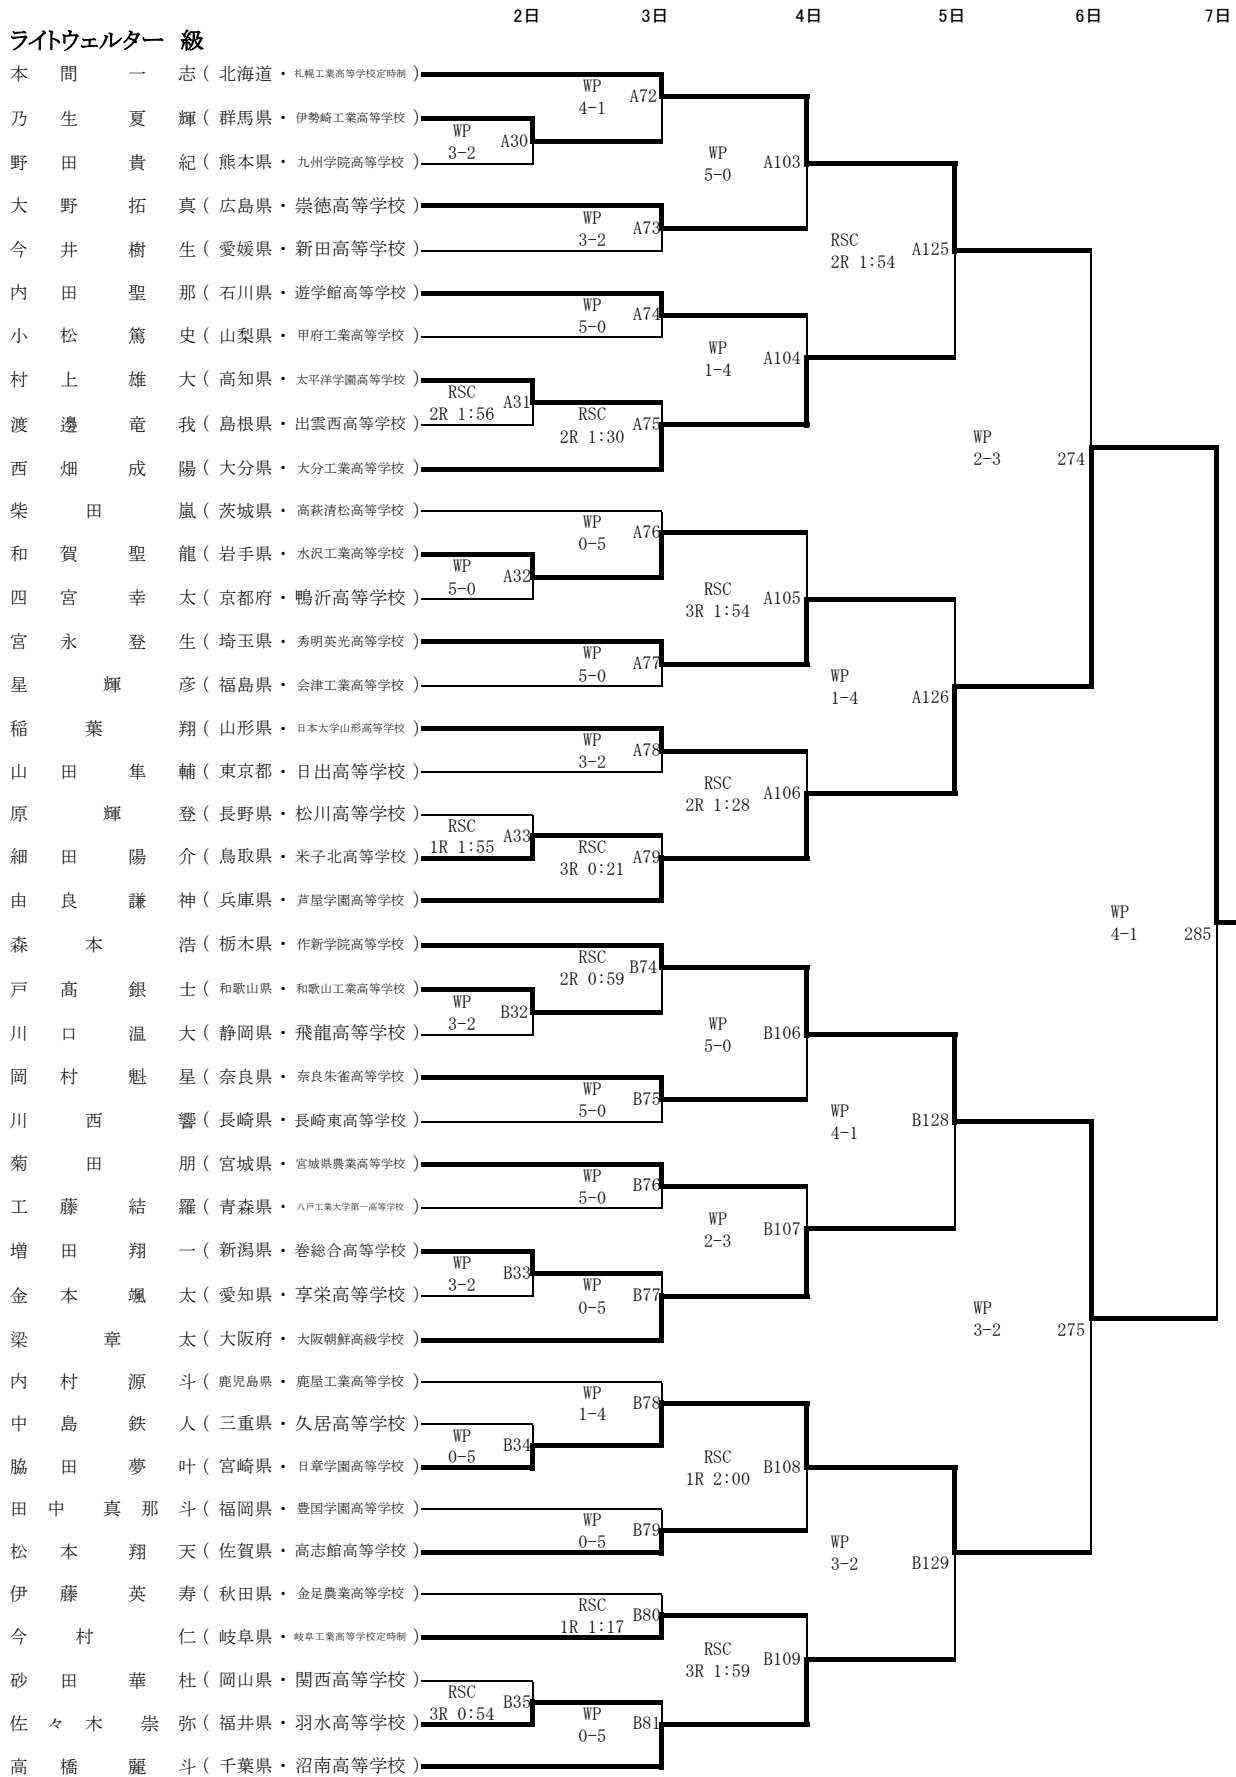 2日 3日 4日 5日 6日 7日
ライトウェルター 級
本間一志(北海道・札幌工業高等学校定時制)
WP
4-1 A72
乃生夏輝(群馬県・伊勢崎工業高等学校)
WP
3-2 A30
野田貴紀(熊本県・九州学院高等学校)
WP
5-0 A103
大野拓真(広島県・崇徳高等学校)
WP
3-2 A73
今井樹生(愛媛県・新田高等学校)
RSC
2R 1:54 A125
内田聖那(石川県・遊学館高等学校)
WP
5-0 A74
小松篤史(山梨県・甲府工業高等学校)
WP
1-4 A104
村上雄大(高知県・太平洋学園高等学校)
RSC
2R 1:56 A31
渡邊竜我(島根県・出雲西高等学校)
RSC
2R 1:30 A75
西畑成陽(大分県・大分工業高等学校)
WP
2-3 274
柴田嵐(茨城県・高萩清松高等学校)
WP
0-5 A76
和賀聖龍(岩手県・水沢工業高等学校)
WP
5-0 A32
四宮幸太(京都府・鴨沂高等学校)
RSC
3R 1:54 A105
宮永登生(埼玉県・秀明英光高等学校)
WP
5-0 A77
星輝彦(福島県・会津工業高等学校)
WP
1-4 A126
稲葉翔(山形県・日本大学山形高等学校)
WP
3-2 A78
山田隼輔(東京都・日出高等学校)
RSC
2R 1:28 A106
原輝登(長野県・松川高等学校)
RSC
1R 1:55 A33
細田陽介(鳥取県・米子北高等学校)
RSC
3R 0:21 A79
由良謙神(兵庫県・芦屋学園高等学校)
WP
4-1 285
森本浩(栃木県・作新学院高等学校)
RSC
2R 0:59 B74
戸髙銀士(和歌山県・和歌山工業高等学校)
WP
3-2 B32
川口温大(静岡県・飛龍高等学校)
WP
5-0 B106
岡村魁星(奈良県・奈良朱雀高等学校)
WP
5-0 B75
川西響(長崎県・長崎東高等学校)
WP
4-1 B128
菊田朋(宮城県・宮城県農業高等学校)
WP
5-0 B76
工藤結羅(青森県・八戸工業大学第一高等学校)
WP
2-3 B107
増田翔一(新潟県・巻総合高等学校)
WP
3-2 B33
金本颯太(愛知県・享栄高等学校)
WP
0-5 B77
梁章太(大阪府・大阪朝鮮高級学校)
WP
3-2 275
内村源斗(鹿児島県・鹿屋工業高等学校)
WP
1-4 B78
中島鉄人(三重県・久居高等学校)
WP
0-5 B34
脇田夢叶(宮崎県・日章学園高等学校)
RSC
1R 2:00 B108
田中真那斗(福岡県・豊国学園高等学校)
WP
0-5 B79
松本翔天(佐賀県・高志館高等学校)
WP
3-2 B129
伊藤英寿(秋田県・金足農業高等学校)
RSC
1R 1:17 B80
今村仁(岐阜県・岐阜工業高等学校定時制)
RSC
3R 1:59 B109
砂田華杜(岡山県・関西高等学校)
RSC
3R 0:54 B35
佐々木崇弥(福井県・羽水高等学校)
WP
0-5 B81
高橋麗斗(千葉県・沼南高等学校)